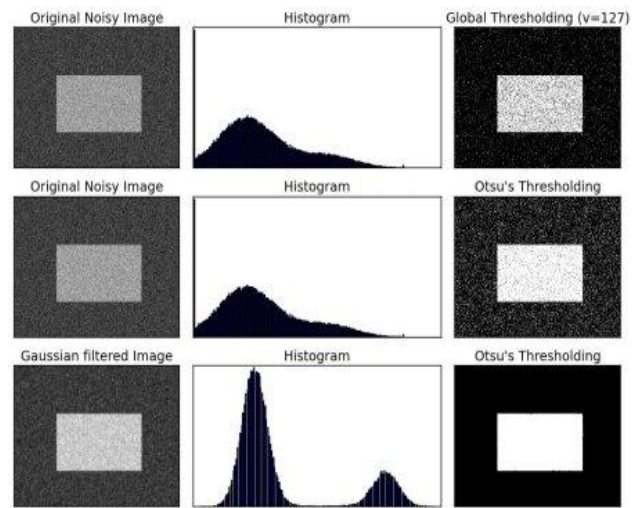 Original Noisy Image
Histogram
Global Thresholding (v=127)
Original Noisy Image
Histogram
Otsu's Thresholding
Gaussian filtered Image
Histogram
Otsu's Thresholding